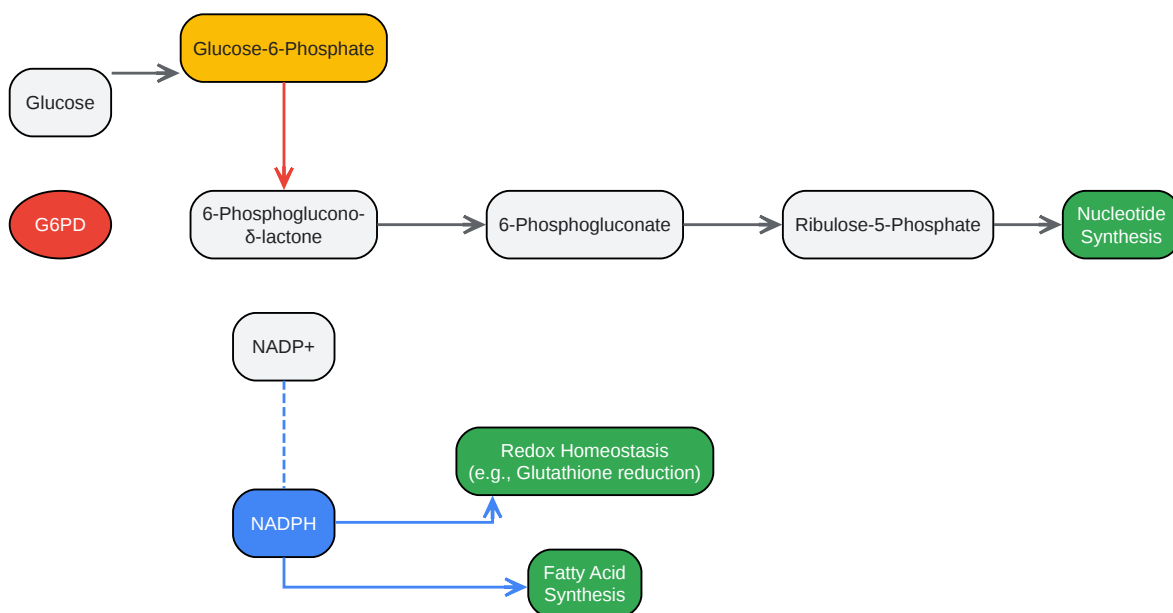 Glucose-6-Phosphate
Glucose
G6PD
6-Phosphoglucono-
δ-lactone
6-Phosphogluconate
Ribulose-5-Phosphate
Nucleotide
Synthesis
NADP+
Redox Homeostasis
(e.g., Glutathione reduction)
NADPH
Fatty Acid
Synthesis